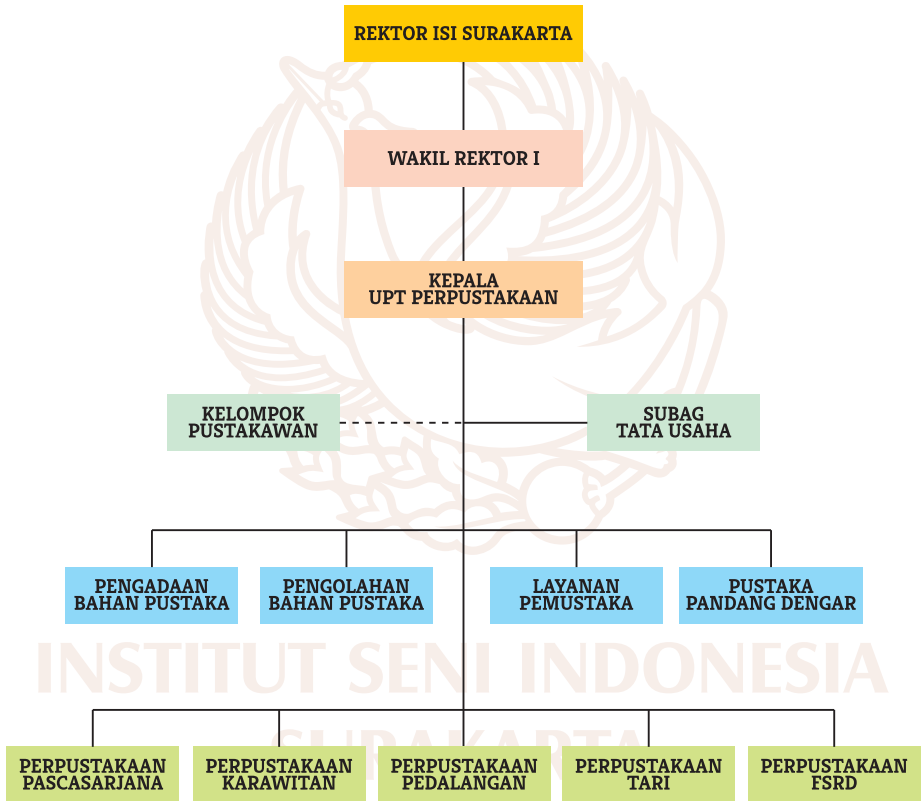 REKTOR ISI SURAKARTA
WAKIL REKTOR I
KEPALA
UPT PERPUSTAKAAN
KELOMPOK
PUSTAKAWAN
SUBAG
TATA USAHA
PENGADAAN
BAHAN PUSTAKA
PENGOLAHAN
BAHAN PUSTAKA
LAYANAN
PEMUSTAKA
PUSTAKA
PANDANG DENGAR
INSTITUT SENI INDONESIA
SURAKARTA
PERPUSTAKAAN
PASCASARJANA
PERPUSTAKAAN
KARAWITAN
PERPUSTAKAAN
PEDALANGAN
PERPUSTAKAAN
TARI
PERPUSTAKAAN
FSRD